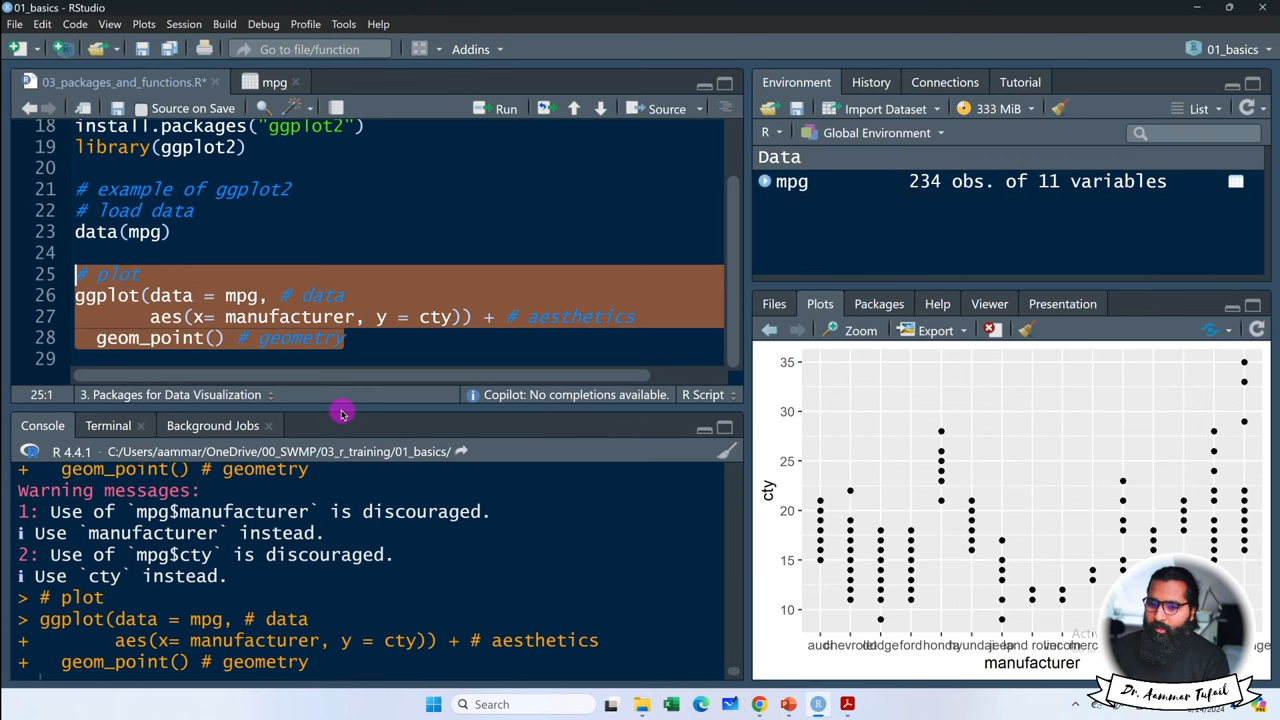 01_basics - RStudio
File Edit Code View Plots Session Build Debug Profile Tools Help
Go to file/function Addins 01_basics
03_packages_and_functions.R* mpg
Source on Save Run Source
18 install.packages("ggplot2")
19 library(ggplot2)
20
21 # example of ggplot2
22 # load data
23 data(mpg)
24
25 # plot
26 ggplot(data = mpg, # data
27 aes(x= manufacturer, y = cty)) + # aesthetics
28 geom_point() # geometry
29
25:1 3. Packages for Data Visualization Copilot: No completions available. R Script
Console Terminal Background Jobs
R 4.4.1 · C:/Users/aammar/OneDrive/00_SWMP/03_r_training/01_basics/
+ geom_point() # geometry
Warning messages:
1: Use of `mpg$manufacturer` is discouraged.
ℹ Use `manufacturer` instead.
2: Use of `mpg$cty` is discouraged.
ℹ Use `cty` instead.
> # plot
> ggplot(data = mpg, # data
+ aes(x= manufacturer, y = cty)) + # aesthetics
+ geom_point() # geometry
Environment History Connections Tutorial
Import Dataset 333 MiB List
R Global Environment
Data
mpg 234 obs. of 11 variables
Files Plots Packages Help Viewer Presentation
Zoom Export
35
30
25
20
15
10
cty
chevrolet dodge ford honda hyundai jeep land rover
manufacturer
Dr. Aammar Tufail
Search